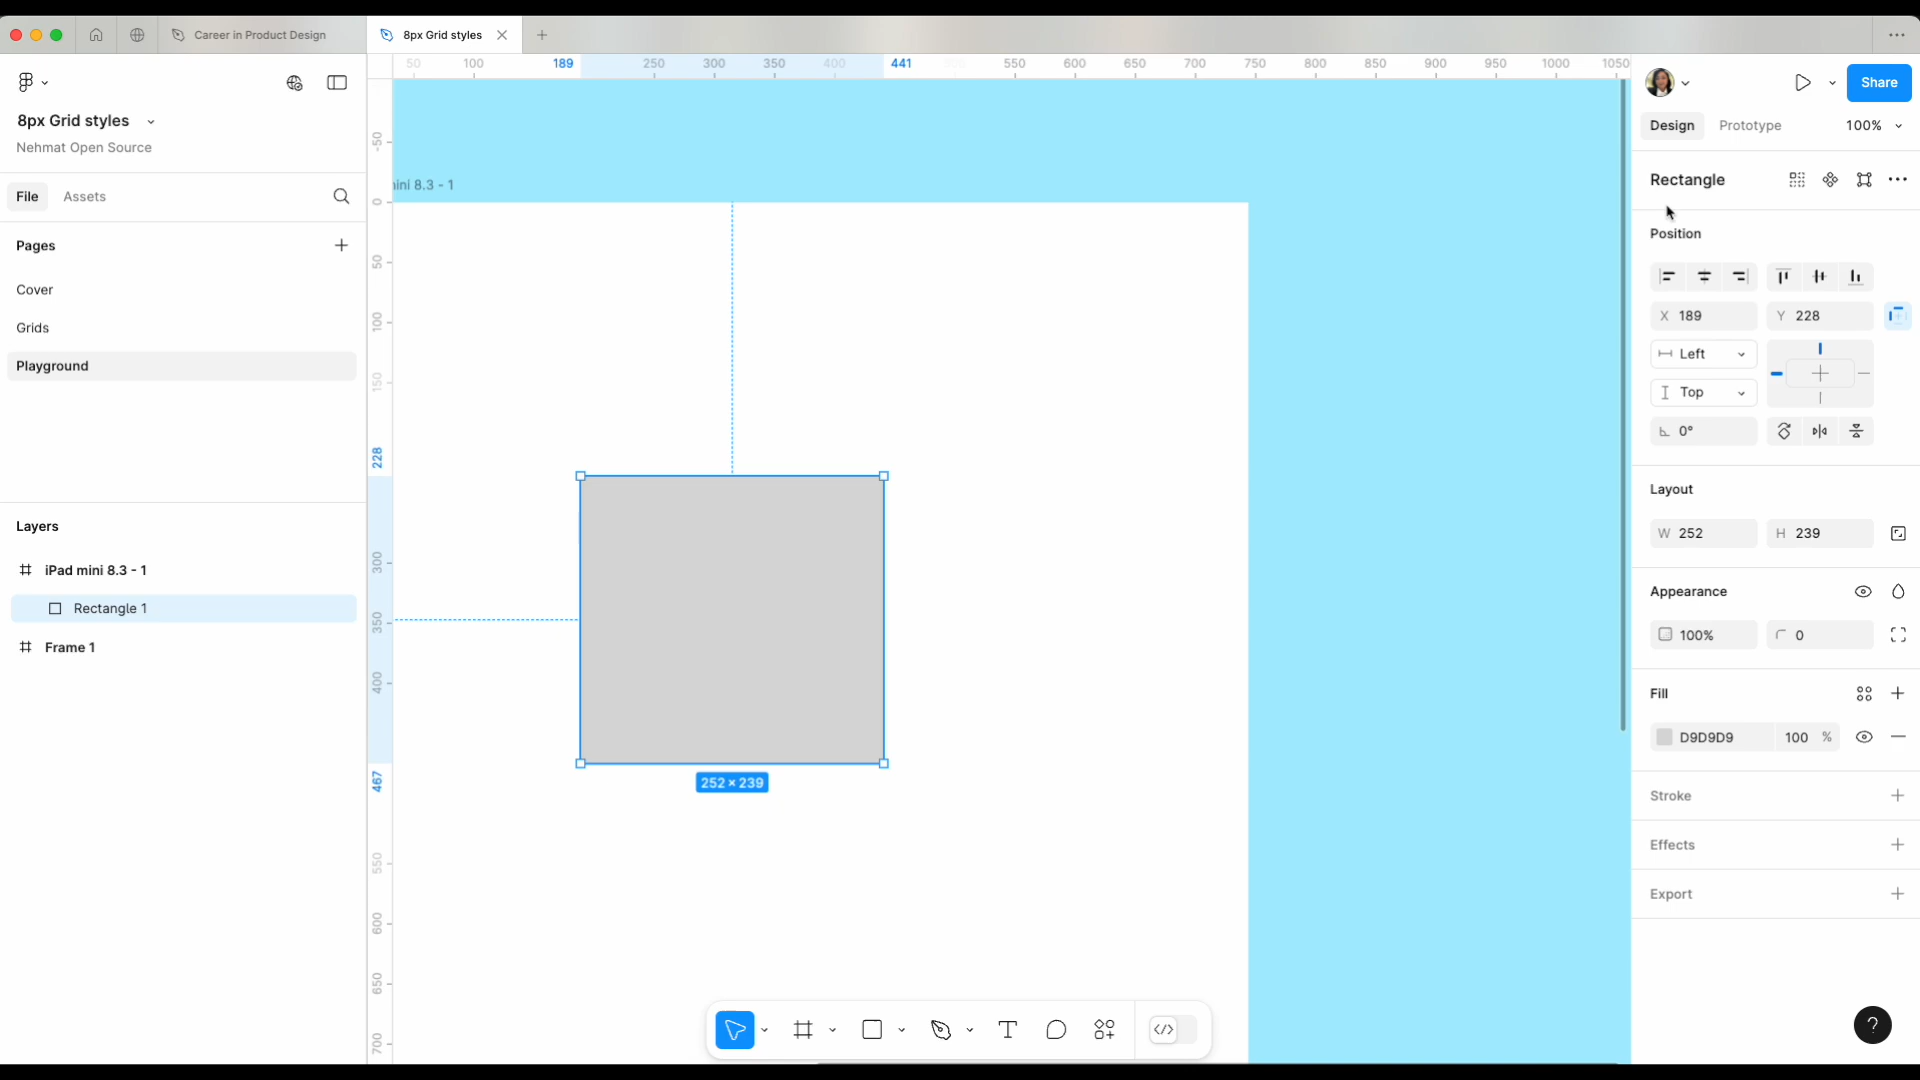 Career in Product Design
8px Grid styles
50 100 189 250 300 350 400 441 550 600 650 700 750 800 850 900 950 1000 1050
Share
8px Grid styles
Nehmat Open Source
Design Prototype 100%
File Assets
Rectangle
ini 8.3 - 1
Position
Pages
X 189 Y 228
Cover
Grids
Left
Playground
Top
0°
-50
0
50
100
150
228
300
350
400
467
550
600
650
700
Layout
Layers
W 252 H 239
iPad mini 8.3 - 1
Appearance
Rectangle 1
100% 0
Frame 1
Fill
D9D9D9 100 %
252 × 239
Stroke
Effects
Export
?